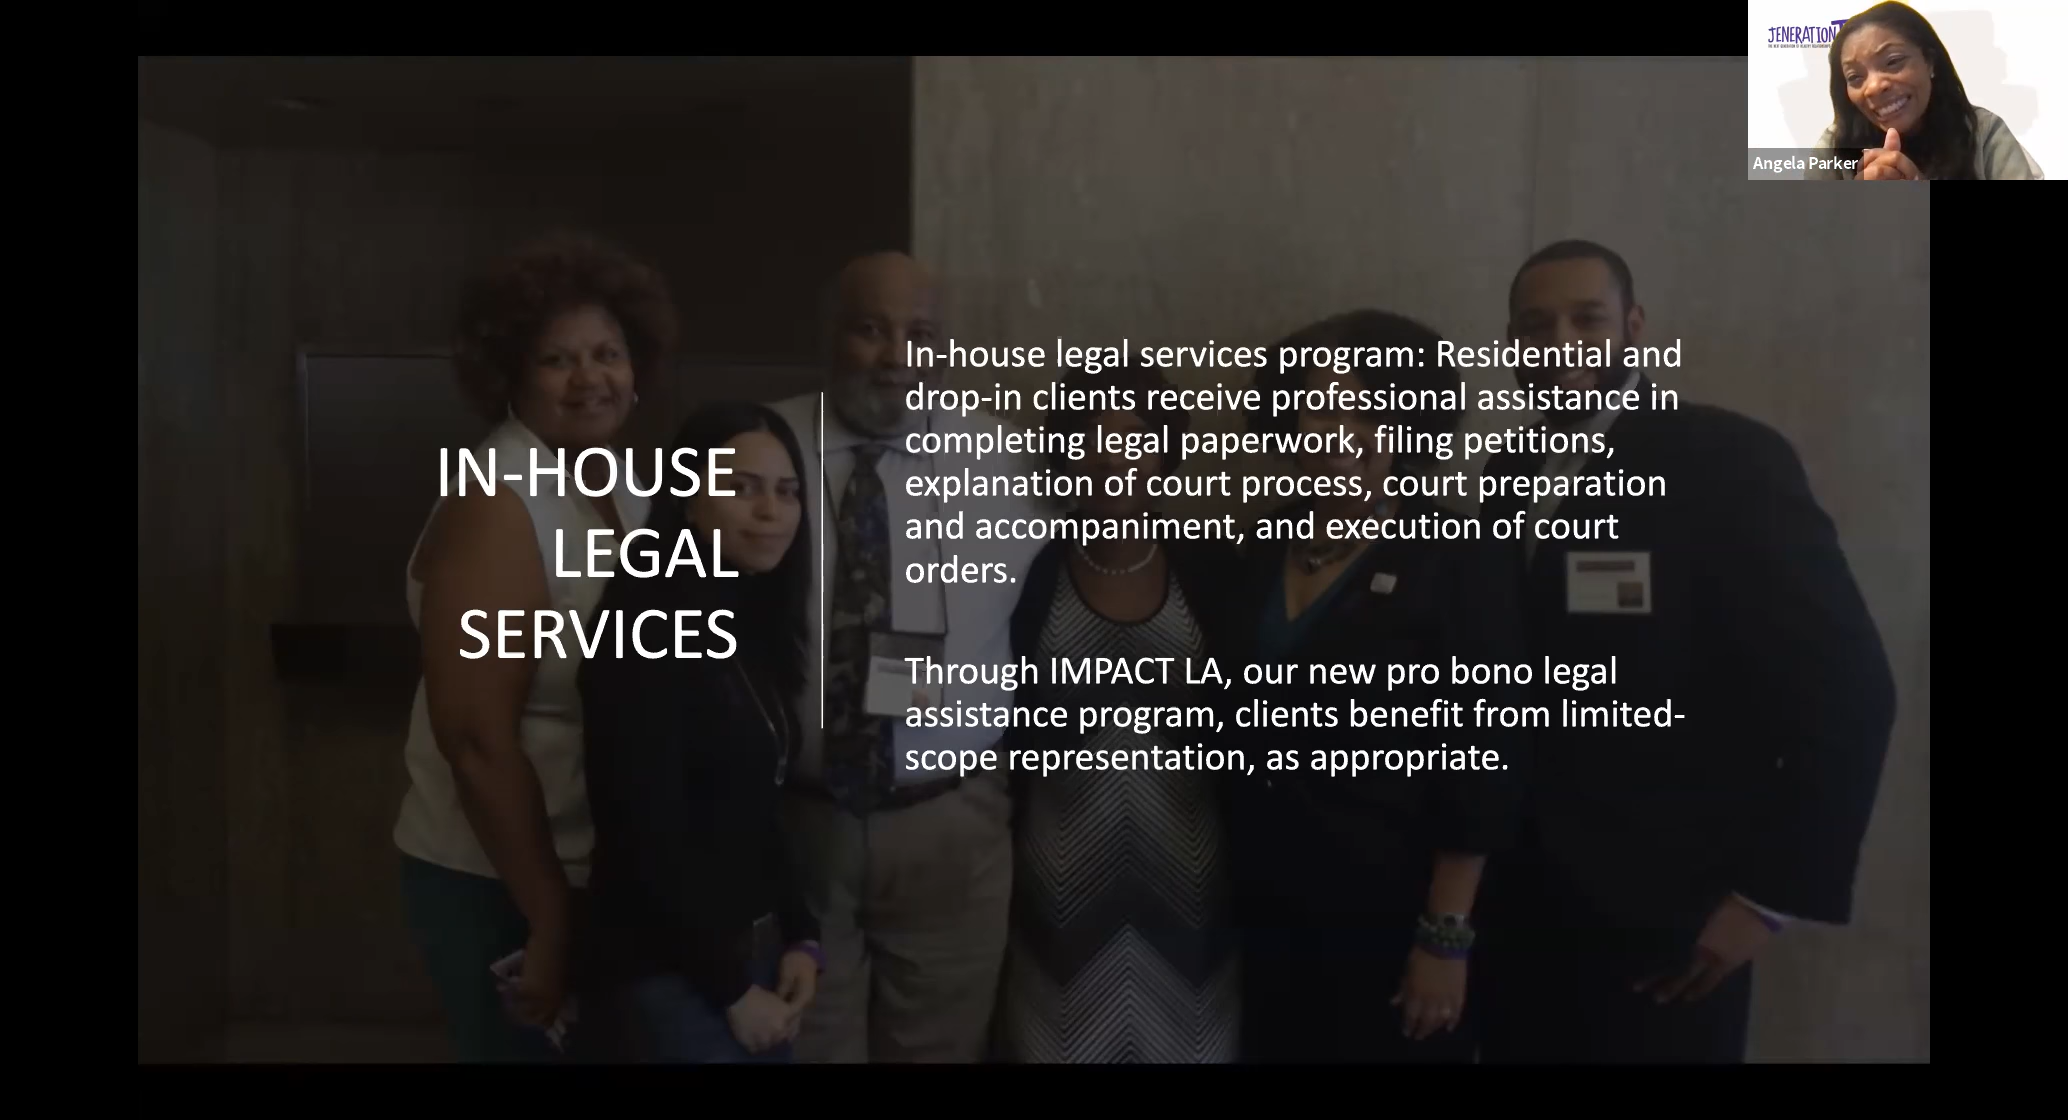 JENERATION
Angela Parker
IN-HOUSE
LEGAL
SERVICES
In-house legal services program: Residential and
drop-in clients receive professional assistance in
completing legal paperwork, filing petitions,
explanation of court process, court preparation
and accompaniment, and execution of court
orders.
Through IMPACT LA, our new pro bono legal
assistance program, clients benefit from limited-
scope representation, as appropriate.